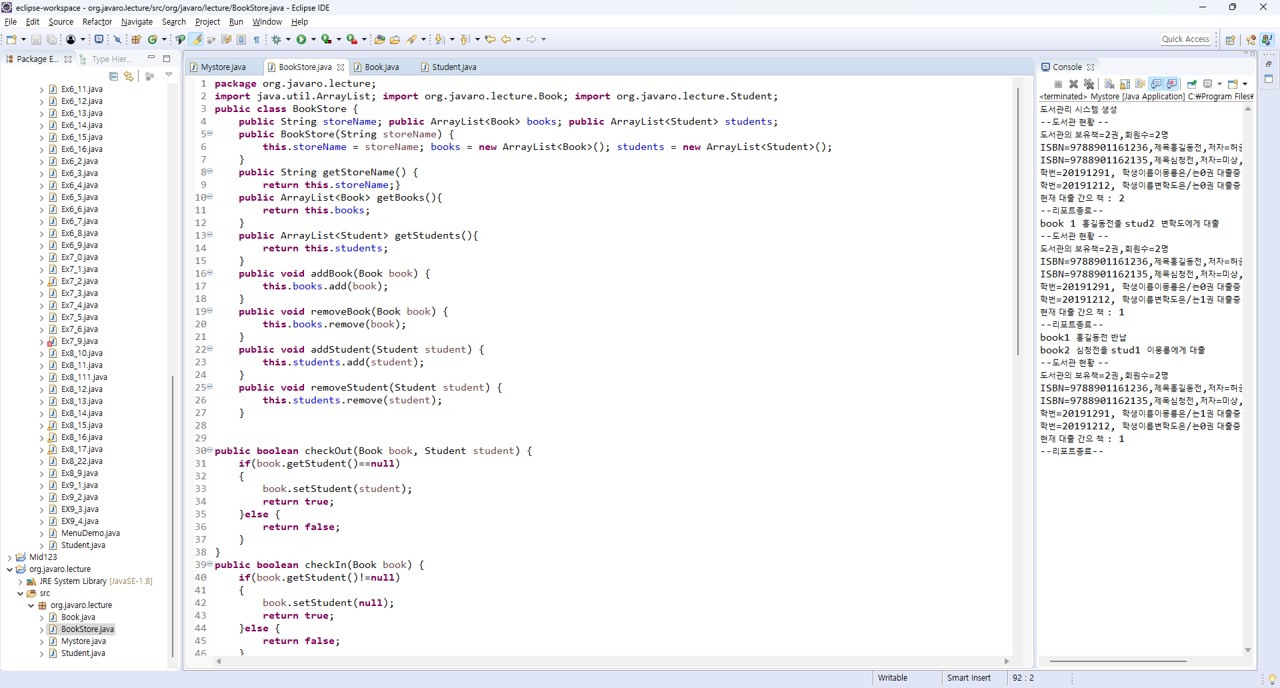 eclipse-workspace - org.javaro.lecture/src/org/javaro/lecture/BookStore.java - Eclipse IDE
File Edit Source Refactor Navigate Search Project Run Window Help
Quick Access
Package E...
Type Hier...
Ex6_11.java
Ex6_12.java
Ex6_13.java
Ex6_14.java
Ex6_15.java
Ex6_16.java
Ex6_2.java
Ex6_3.java
Ex6_4.java
Ex6_5.java
Ex6_6.java
Ex6_7.java
Ex6_8.java
Ex6_9.java
Ex7_0.java
Ex7_1.java
Ex7_2.java
Ex7_3.java
Ex7_4.java
Ex7_5.java
Ex7_6.java
Ex7_9.java
Ex8_10.java
Ex8_11.java
Ex8_111.java
Ex8_12.java
Ex8_13.java
Ex8_14.java
Ex8_15.java
Ex8_16.java
Ex8_17.java
Ex8_22.java
Ex8_9.java
Ex9_1.java
Ex9_2.java
EX9_3.java
EX9_4.java
MenuDemo.java
Student.java
Mid123
org.javaro.lecture
JRE System Library [JavaSE-1.8]
src
org.javaro.lecture
Book.java
BookStore.java
Mystore.java
Student.java
Mystore.java BookStore.java Book.java Student.java
1 package org.javaro.lecture;
2 import java.util.ArrayList; import org.javaro.lecture.Book; import org.javaro.lecture.Student;
3 public class BookStore {
4 public String storeName; public ArrayList<Book> books; public ArrayList<Student> students;
5 public BookStore(String storeName) {
6 this.storeName = storeName; books = new ArrayList<Book>(); students = new ArrayList<Student>();
7 }
8 public String getStoreName() {
9 return this.storeName;}
10 public ArrayList<Book> getBooks(){
11 return this.books;
12 }
13 public ArrayList<Student> getStudents(){
14 return this.students;
15 }
16 public void addBook(Book book) {
17 this.books.add(book);
18 }
19 public void removeBook(Book book) {
20 this.books.remove(book);
21 }
22 public void addStudent(Student student) {
23 this.students.add(student);
24 }
25 public void removeStudent(Student student) {
26 this.students.remove(student);
27 }
28
29
30 public boolean checkOut(Book book, Student student) {
31 if(book.getStudent()==null)
32 {
33 book.setStudent(student);
34 return true;
35 }else {
36 return false;
37 }
38 }
39 public boolean checkIn(Book book) {
40 if(book.getStudent()!=null)
41 {
42 book.setStudent(null);
43 return true;
44 }else {
45 return false;
46 }
Console
<terminated> Mystore [Java Application] C:#Program Files#
도서관리 시스템 생성
--도서관 현황 --
도서관의 보유책=2권,회원수=2명
ISBN=9788901161236,제목홍길동전,저자=허균
ISBN=9788901162135,제목심청전,저자=미상,
학번=20191291, 학생이름이몽룡은/는0권 대출중
학번=20191212, 학생이름변학도은/는0권 대출중
현재 대출 간으 책 : 2
--리포트종료--
book 1 홍길동전을 stud2 변학도에게 대출
--도서관 현황 --
도서관의 보유책=2권,회원수=2명
ISBN=9788901161236,제목홍길동전,저자=허균
ISBN=9788901162135,제목심청전,저자=미상,
학번=20191291, 학생이름이몽룡은/는0권 대출중
학번=20191212, 학생이름변학도은/는1권 대출중
현재 대출 간으 책 : 1
--리포트종료--
book1 홍길동전 반납
book2 심정전을 stud1 이몽룡에게 대출
--도서관 현황 --
도서관의 보유책=2권,회원수=2명
ISBN=9788901161236,제목홍길동전,저자=허균
ISBN=9788901162135,제목심청전,저자=미상,
학번=20191291, 학생이름이몽룡은/는1권 대출중
학번=20191212, 학생이름변학도은/는0권 대출중
현재 대출 간으 책 : 1
--리포트종료--
Writable Smart Insert 92 : 2